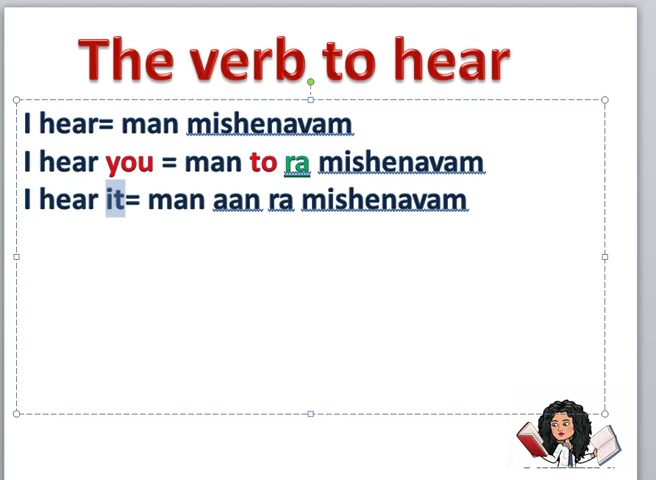 The verb to hear
I hear= man mishenavam
I hear you = man to ra mishenavam
I hear it= man aan ra mishenavam